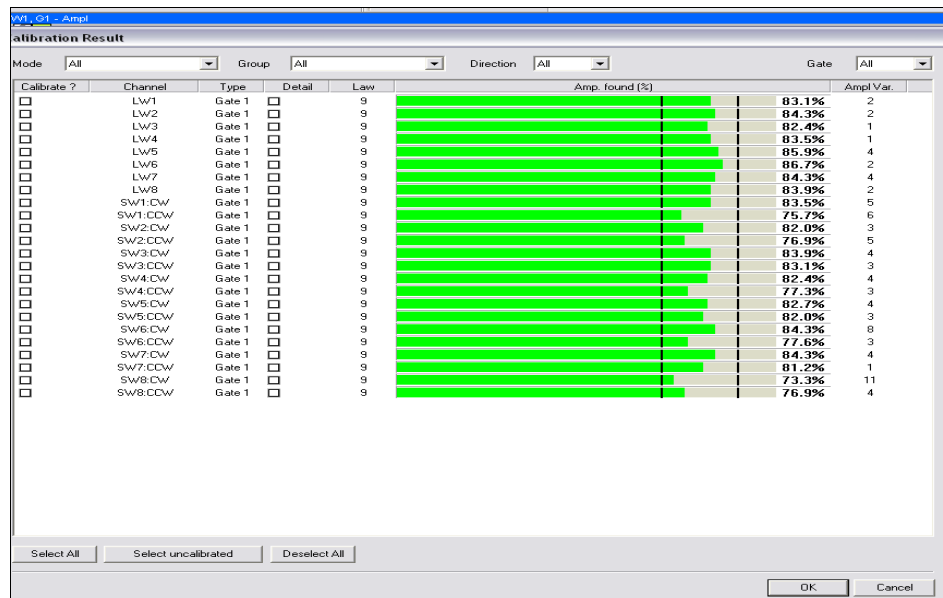 W1, G1 - Ampl
alibration Result
Mode All Group All Direction All Gate All
Calibrate ? Channel Type Detail Law Amp. found (%) Ampl Var.
LW1 Gate 1 9 83.1% 2
LW2 Gate 1 9 84.3% 2
LW3 Gate 1 9 82.4% 1
LW4 Gate 1 9 83.5% 1
LW5 Gate 1 9 85.9% 4
LW6 Gate 1 9 86.7% 2
LW7 Gate 1 9 84.3% 4
LW8 Gate 1 9 83.9% 2
SW1:CW Gate 1 9 83.5% 5
SW1:CCW Gate 1 9 75.7% 6
SW2:CW Gate 1 9 82.0% 3
SW2:CCW Gate 1 9 76.9% 5
SW3:CW Gate 1 9 83.9% 4
SW3:CCW Gate 1 9 83.1% 3
SW4:CW Gate 1 9 82.4% 4
SW4:CCW Gate 1 9 77.3% 3
SW5:CW Gate 1 9 82.7% 4
SW5:CCW Gate 1 9 82.0% 3
SW6:CW Gate 1 9 84.3% 8
SW6:CCW Gate 1 9 77.6% 3
SW7:CW Gate 1 9 84.3% 4
SW7:CCW Gate 1 9 81.2% 1
SW8:CW Gate 1 9 73.3% 11
SW8:CCW Gate 1 9 76.9% 4
Select All Select uncalibrated Deselect All
OK Cancel